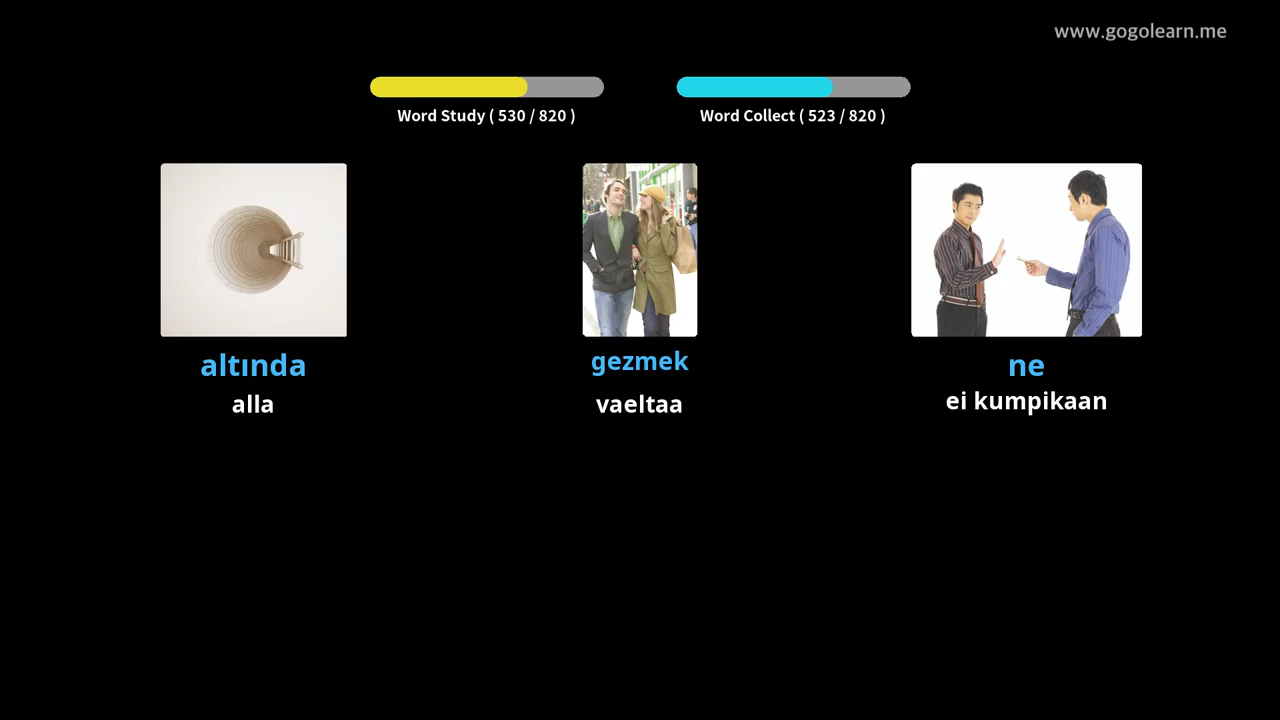 www.gogolearn.me
Word Study ( 530 / 820 )
Word Collect ( 523 / 820 )
altında
alla
gezmek
vaeltaa
ne
ei kumpikaan